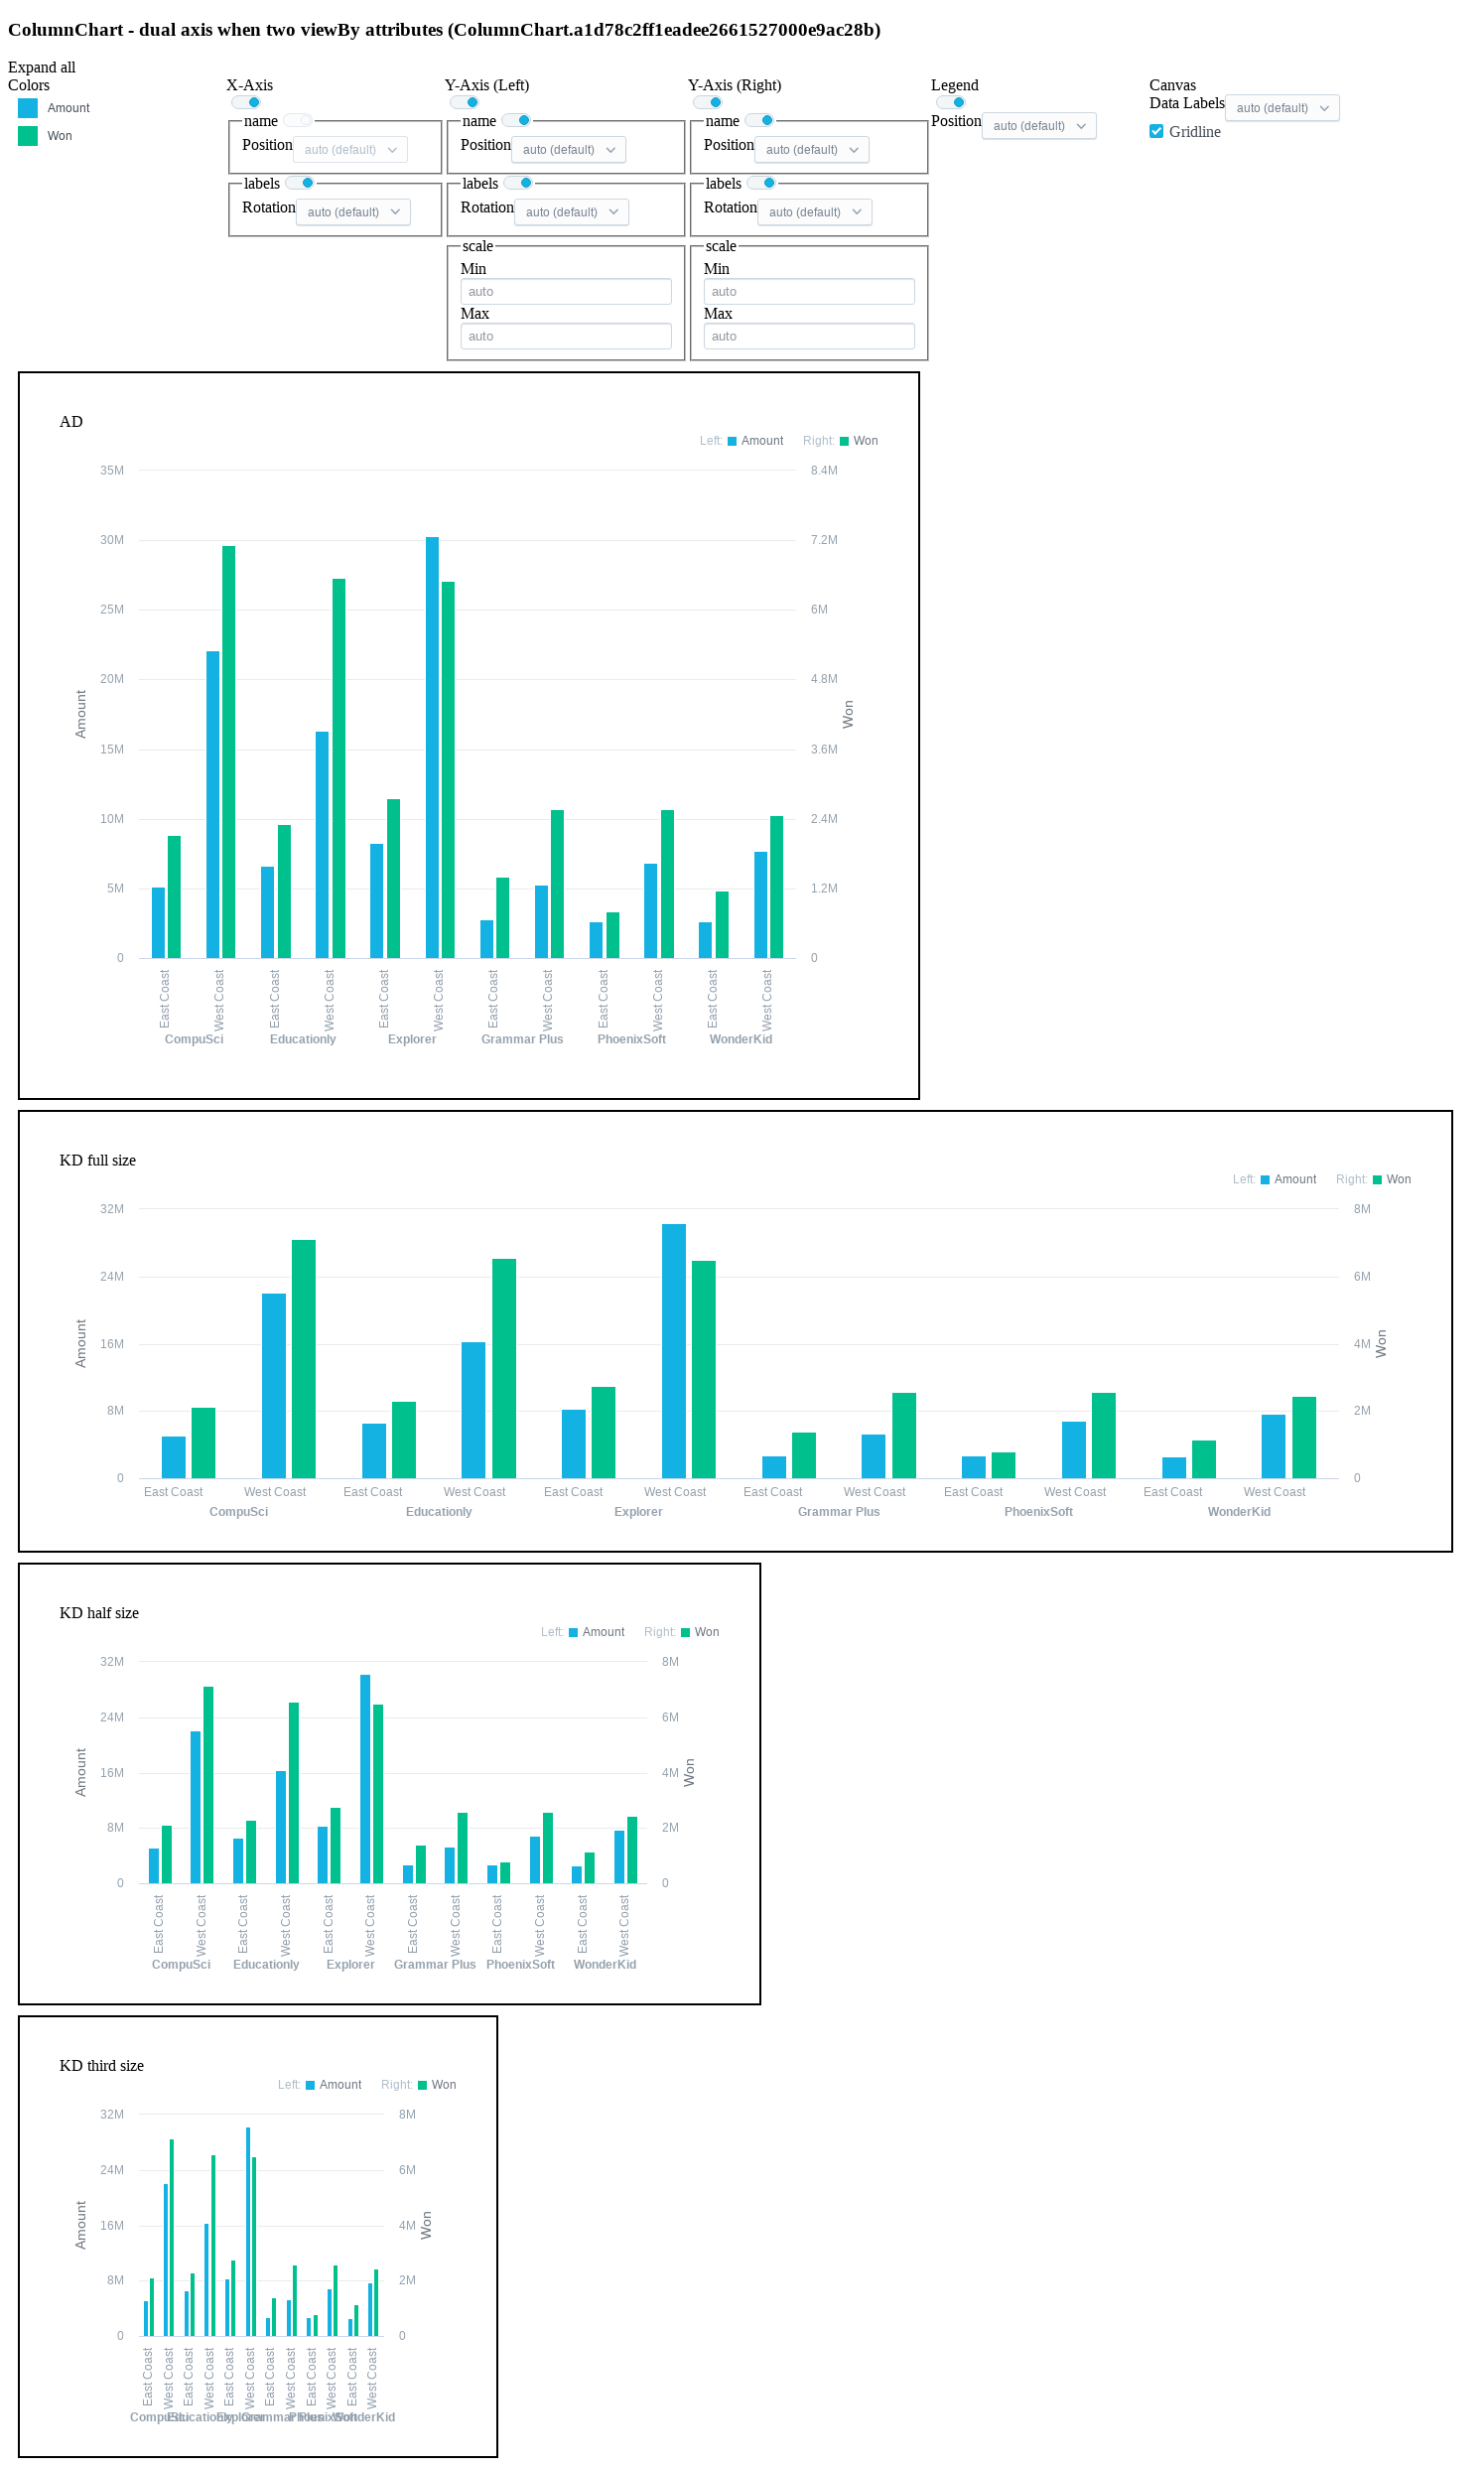 ColumnChart - dual axis when two viewBy attributes (ColumnChart.a1d78c2ff1eadee2661527000e9ac28b)
Expand all
Colors
Amount
Won
X-Axis
name
Position auto (default)
labels
Rotation auto (default)
Y-Axis (Left)
name
Position auto (default)
labels
Rotation auto (default)
scale
Min
auto
Max
auto
Y-Axis (Right)
name
Position auto (default)
labels
Rotation auto (default)
scale
Min
auto
Max
auto
Legend
Position auto (default)
Canvas
Data Labels auto (default)
Gridline
AD
Left: Amount Right: Won
35M 8.4M
30M 7.2M
25M 6M
20M 4.8M
15M 3.6M
10M 2.4M
5M 1.2M
0 0
Amount
Won
East Coast West Coast East Coast West Coast East Coast West Coast East Coast West Coast East Coast West Coast East Coast West Coast
CompuSci Educationly Explorer Grammar Plus PhoenixSoft WonderKid
KD full size
Left: Amount Right: Won
32M 8M
24M 6M
16M 4M
8M 2M
0 0
Amount
Won
East Coast West Coast East Coast West Coast East Coast West Coast East Coast West Coast East Coast West Coast East Coast West Coast
CompuSci Educationly Explorer Grammar Plus PhoenixSoft WonderKid
KD half size
Left: Amount Right: Won
32M 8M
24M 6M
16M 4M
8M 2M
0 0
Amount
Won
East Coast West Coast East Coast West Coast East Coast West Coast East Coast West Coast East Coast West Coast East Coast West Coast
CompuSci Educationly Explorer Grammar Plus PhoenixSoft WonderKid
KD third size
Left: Amount Right: Won
32M 8M
24M 6M
16M 4M
8M 2M
0 0
Amount
Won
East Coast West Coast East Coast West Coast East Coast West Coast East Coast West Coast East Coast West Coast East Coast West Coast
CompuSci Educationly Explorer Grammar Plus PhoenixSoft WonderKid